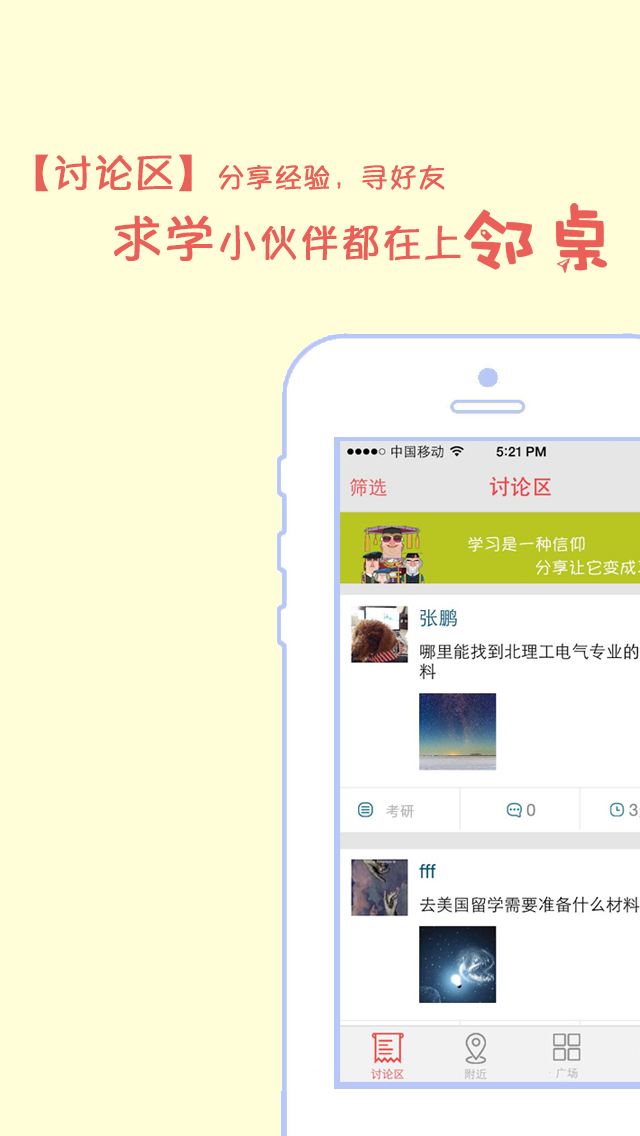 【讨论区】分享经验，寻好友
求学小伙伴都在上邻桌
中国移动 5:21 PM
筛选 讨论区
学习是一种信仰
分享让它变成
张鹏
哪里能找到北理工电气专业的
料
考研 0 3
fff
去美国留学需要准备什么材料
讨论区 附近 广场